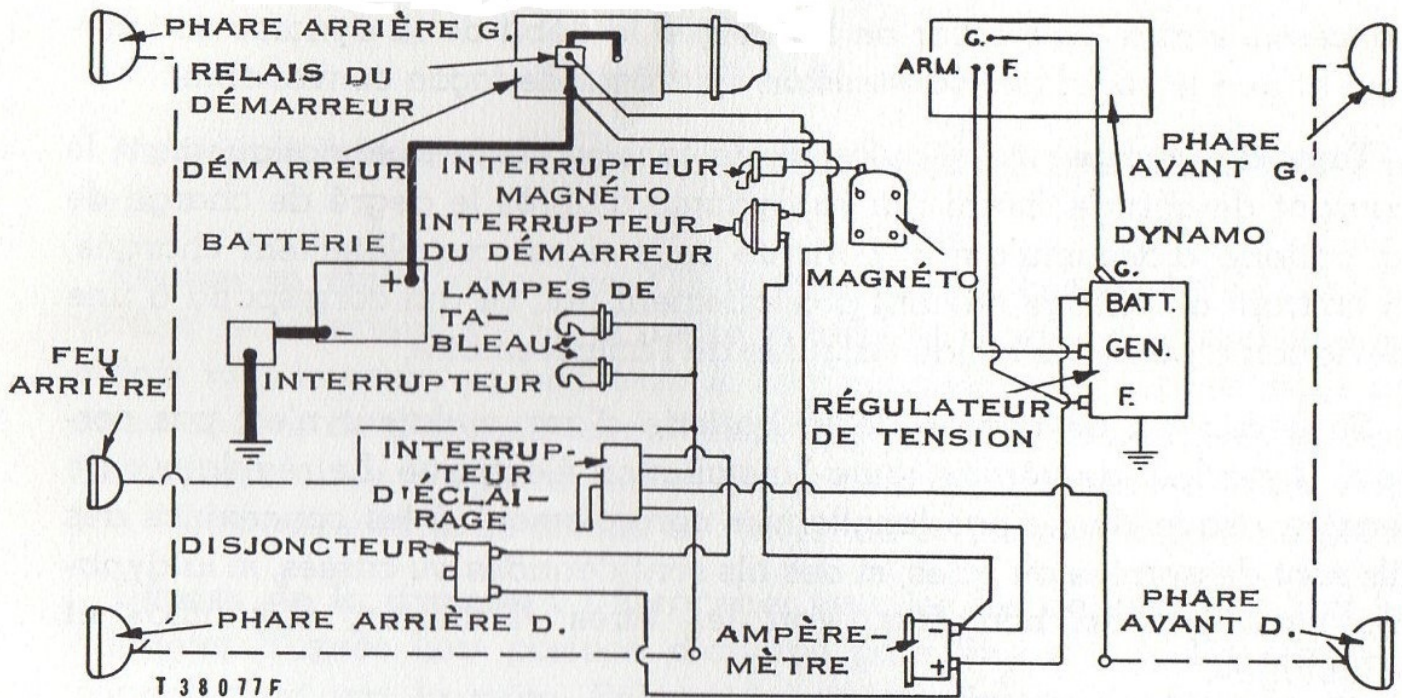 PHARE ARRIÈRE G.
RELAIS DU
DÉMARREUR
DÉMARREUR
BATTERIE
+
-
INTERRUPTEUR
MAGNÉTO
INTERRUPTEUR
DU DÉMARREUR
LAMPES DE
TA-
BLEAU
INTERRUPTEUR
FEU
ARRIÈRE
INTERRUP-
TEUR
D'ÉCLAI-
RAGE
DISJONCTEUR
PHARE ARRIÈRE D.
T 38077F
G.
ARM. F.
PHARE
AVANT G.
DYNAMO
MAGNÉTO
G.
BATT.
GEN.
F.
RÉGULATEUR
DE TENSION
AMPÈRE-
MÈTRE
-
+
PHARE
AVANT D.